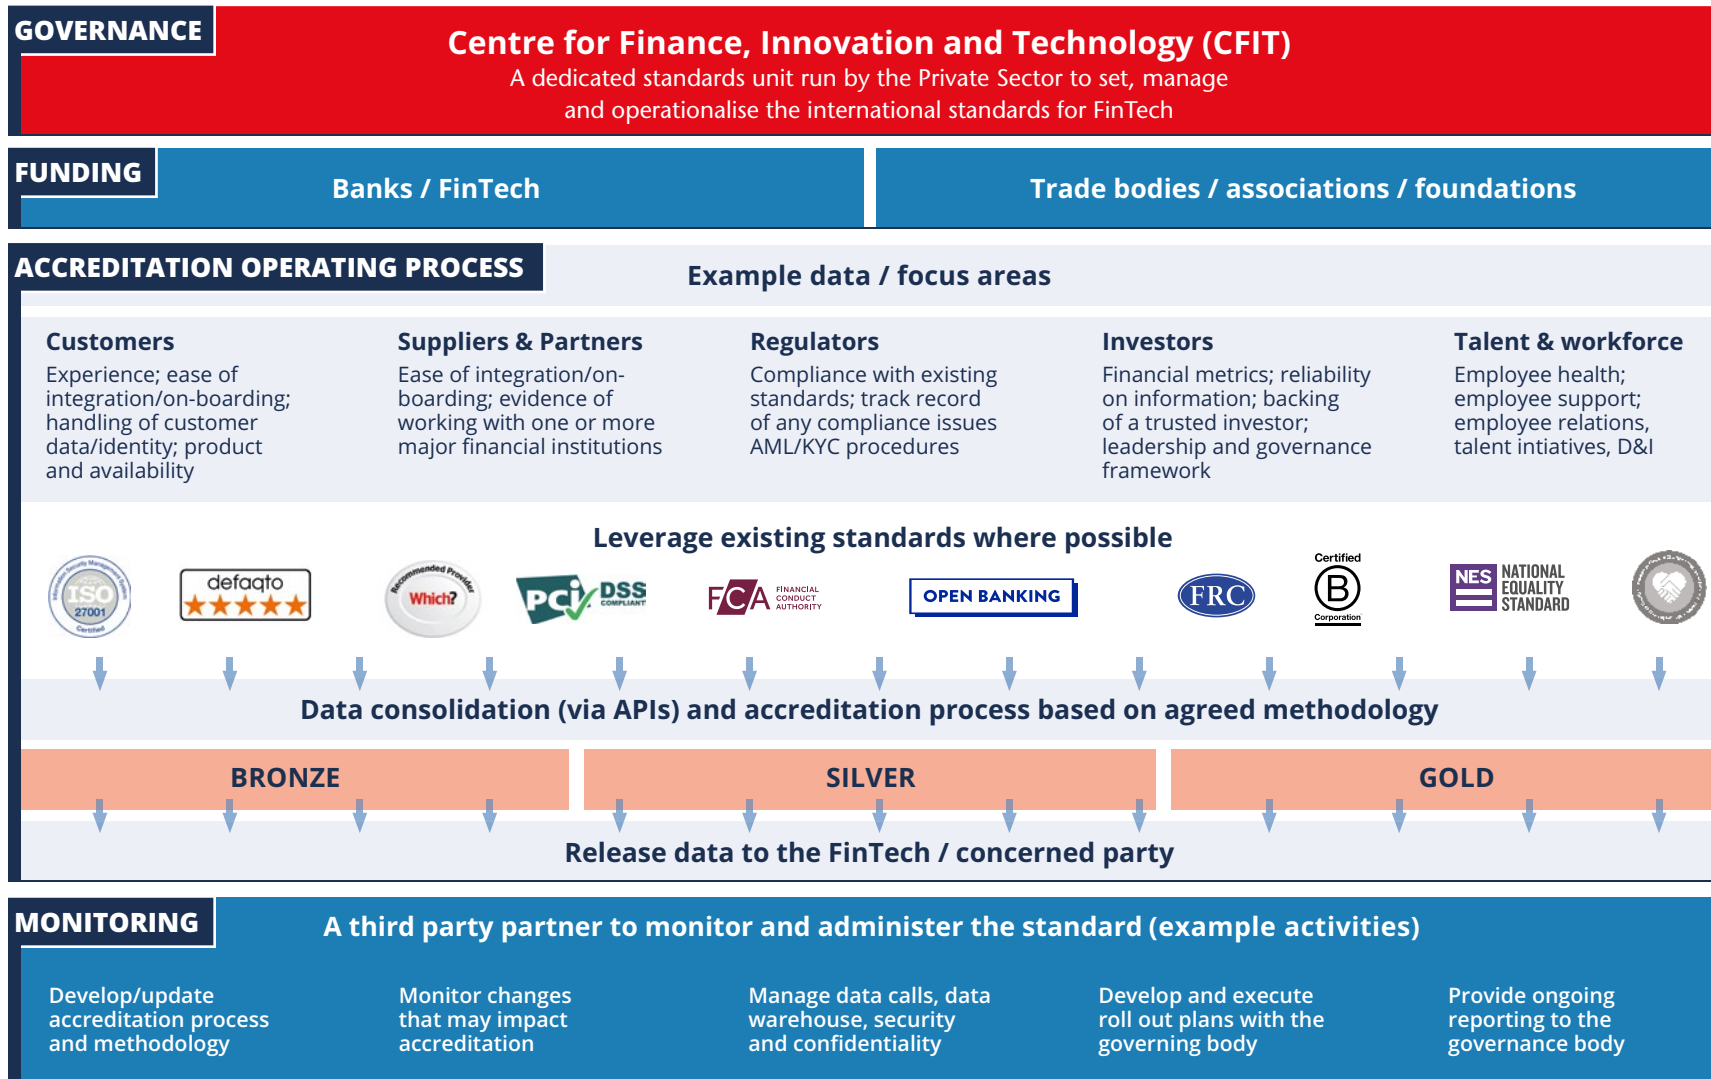 GOVERNANCE
Centre for Finance, Innovation and Technology (CFIT)
A dedicated standards unit run by the Private Sector to set, manage
and operationalise the international standards for FinTech
FUNDING
Banks / FinTech
Trade bodies / associations / foundations
ACCREDITATION OPERATING PROCESS
Example data / focus areas
Customers
Experience; ease of
integration/on-boarding;
handling of customer
data/identity; product
and availability
Suppliers & Partners
Ease of integration/on-
boarding; evidence of
working with one or more
major financial institutions
Regulators
Compliance with existing
standards; track record
of any compliance issues
AML/KYC procedures
Investors
Financial metrics; reliability
on information; backing
of a trusted investor;
leadership and governance
framework
Talent & workforce
Employee health;
employee support;
employee relations,
talent intiatives, D&I
Leverage existing standards where possible
Information Security Management System
ISO
27001
Certified
defaqto
Recommended Provider
Which?
PCI
DSS
COMPLIANT
FCA
FINANCIAL
CONDUCT
AUTHORITY
OPEN BANKING
FRC
Certified
B
Corporation
NES
NATIONAL
EQUALITY
STANDARD
Data consolidation (via APIs) and accreditation process based on agreed methodology
BRONZE
SILVER
GOLD
Release data to the FinTech / concerned party
MONITORING
A third party partner to monitor and administer the standard (example activities)
Develop/update
accreditation process
and methodology
Monitor changes
that may impact
accreditation
Manage data calls, data
warehouse, security
and confidentiality
Develop and execute
roll out plans with the
governing body
Provide ongoing
reporting to the
governance body